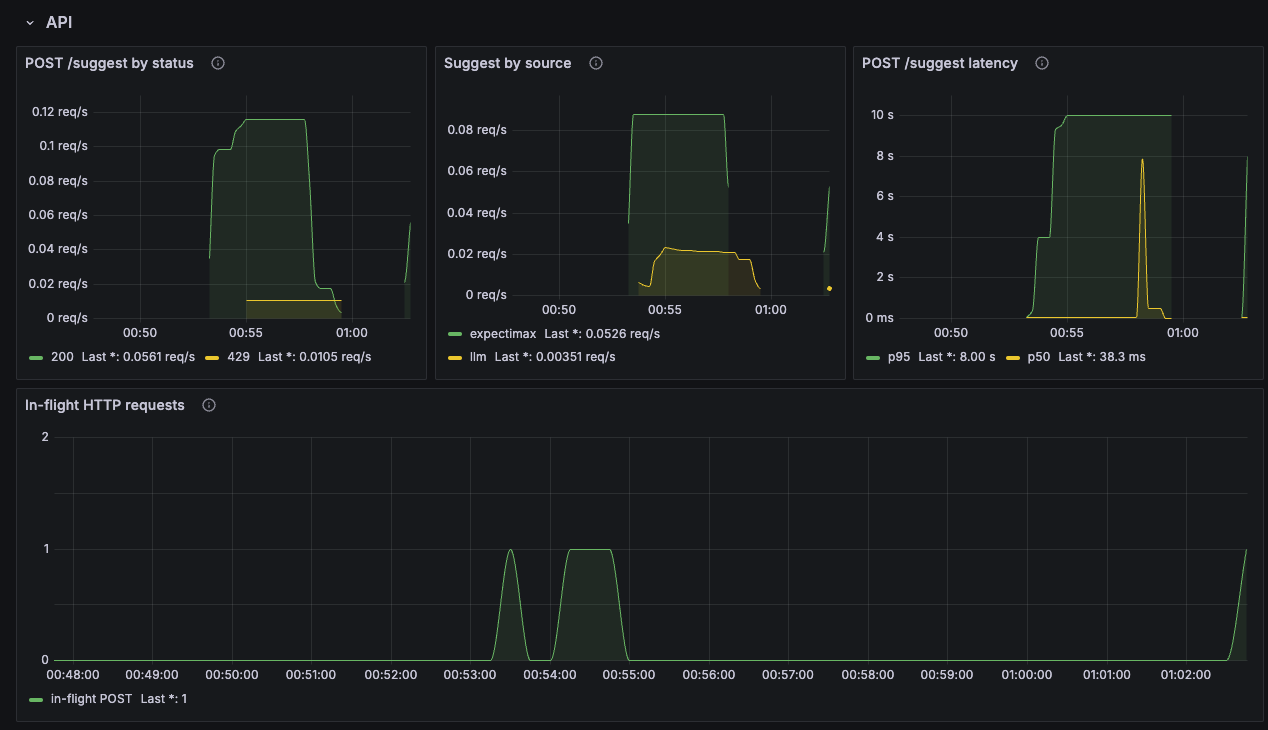 API
POST /suggest by status
0.12 req/s
0.1 req/s
0.08 req/s
0.06 req/s
0.04 req/s
0.02 req/s
0 req/s
00:50 00:55 01:00
200 Last *: 0.0561 req/s 429 Last *: 0.0105 req/s
Suggest by source
0.08 req/s
0.06 req/s
0.04 req/s
0.02 req/s
0 req/s
00:50 00:55 01:00
expectimax Last *: 0.0526 req/s
llm Last *: 0.00351 req/s
POST /suggest latency
10 s
8 s
6 s
4 s
2 s
0 ms
00:50 00:55 01:00
p95 Last *: 8.00 s p50 Last *: 38.3 ms
In-flight HTTP requests
2
1
0
00:48:00 00:49:00 00:50:00 00:51:00 00:52:00 00:53:00 00:54:00 00:55:00 00:56:00 00:57:00 00:58:00 00:59:00 01:00:00 01:01:00 01:02:00
in-flight POST Last *: 1